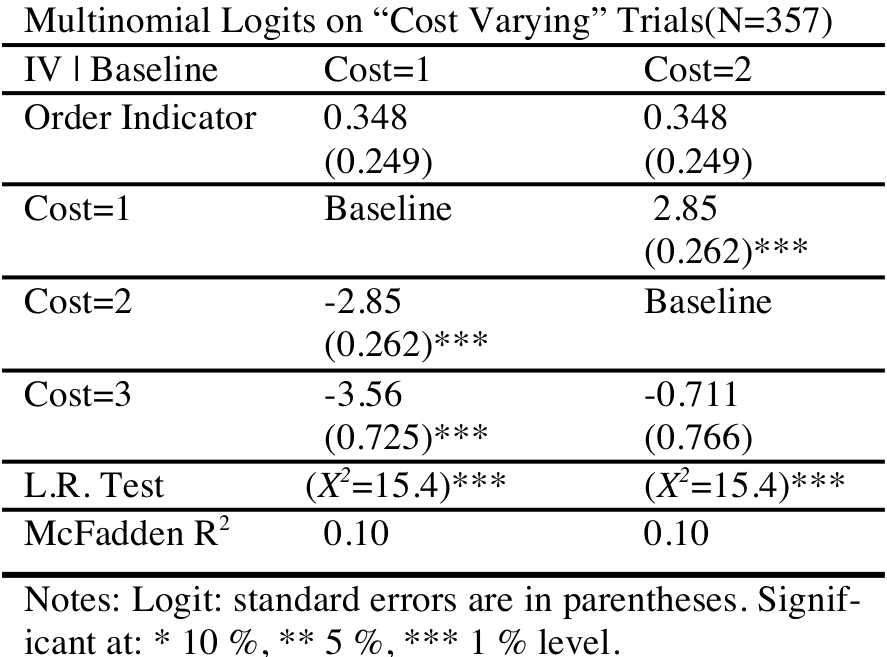 Multinomial Logits on “Cost Varying” Trials(N=357)
IV | Baseline Cost=1 Cost=2
Order Indicator 0.348 0.348
(0.249) (0.249)
Cost=1 Baseline 2.85
(0.262)***
Cost=2 -2.85 Baseline
(0.262)***
Cost=3 -3.56 -0.711
(0.725)*** (0.766)
L.R. Test (X²=15.4)*** (X²=15.4)***
McFadden R² 0.10 0.10
Notes: Logit: standard errors are in parentheses. Signif-
icant at: * 10 %, ** 5 %, *** 1 % level.